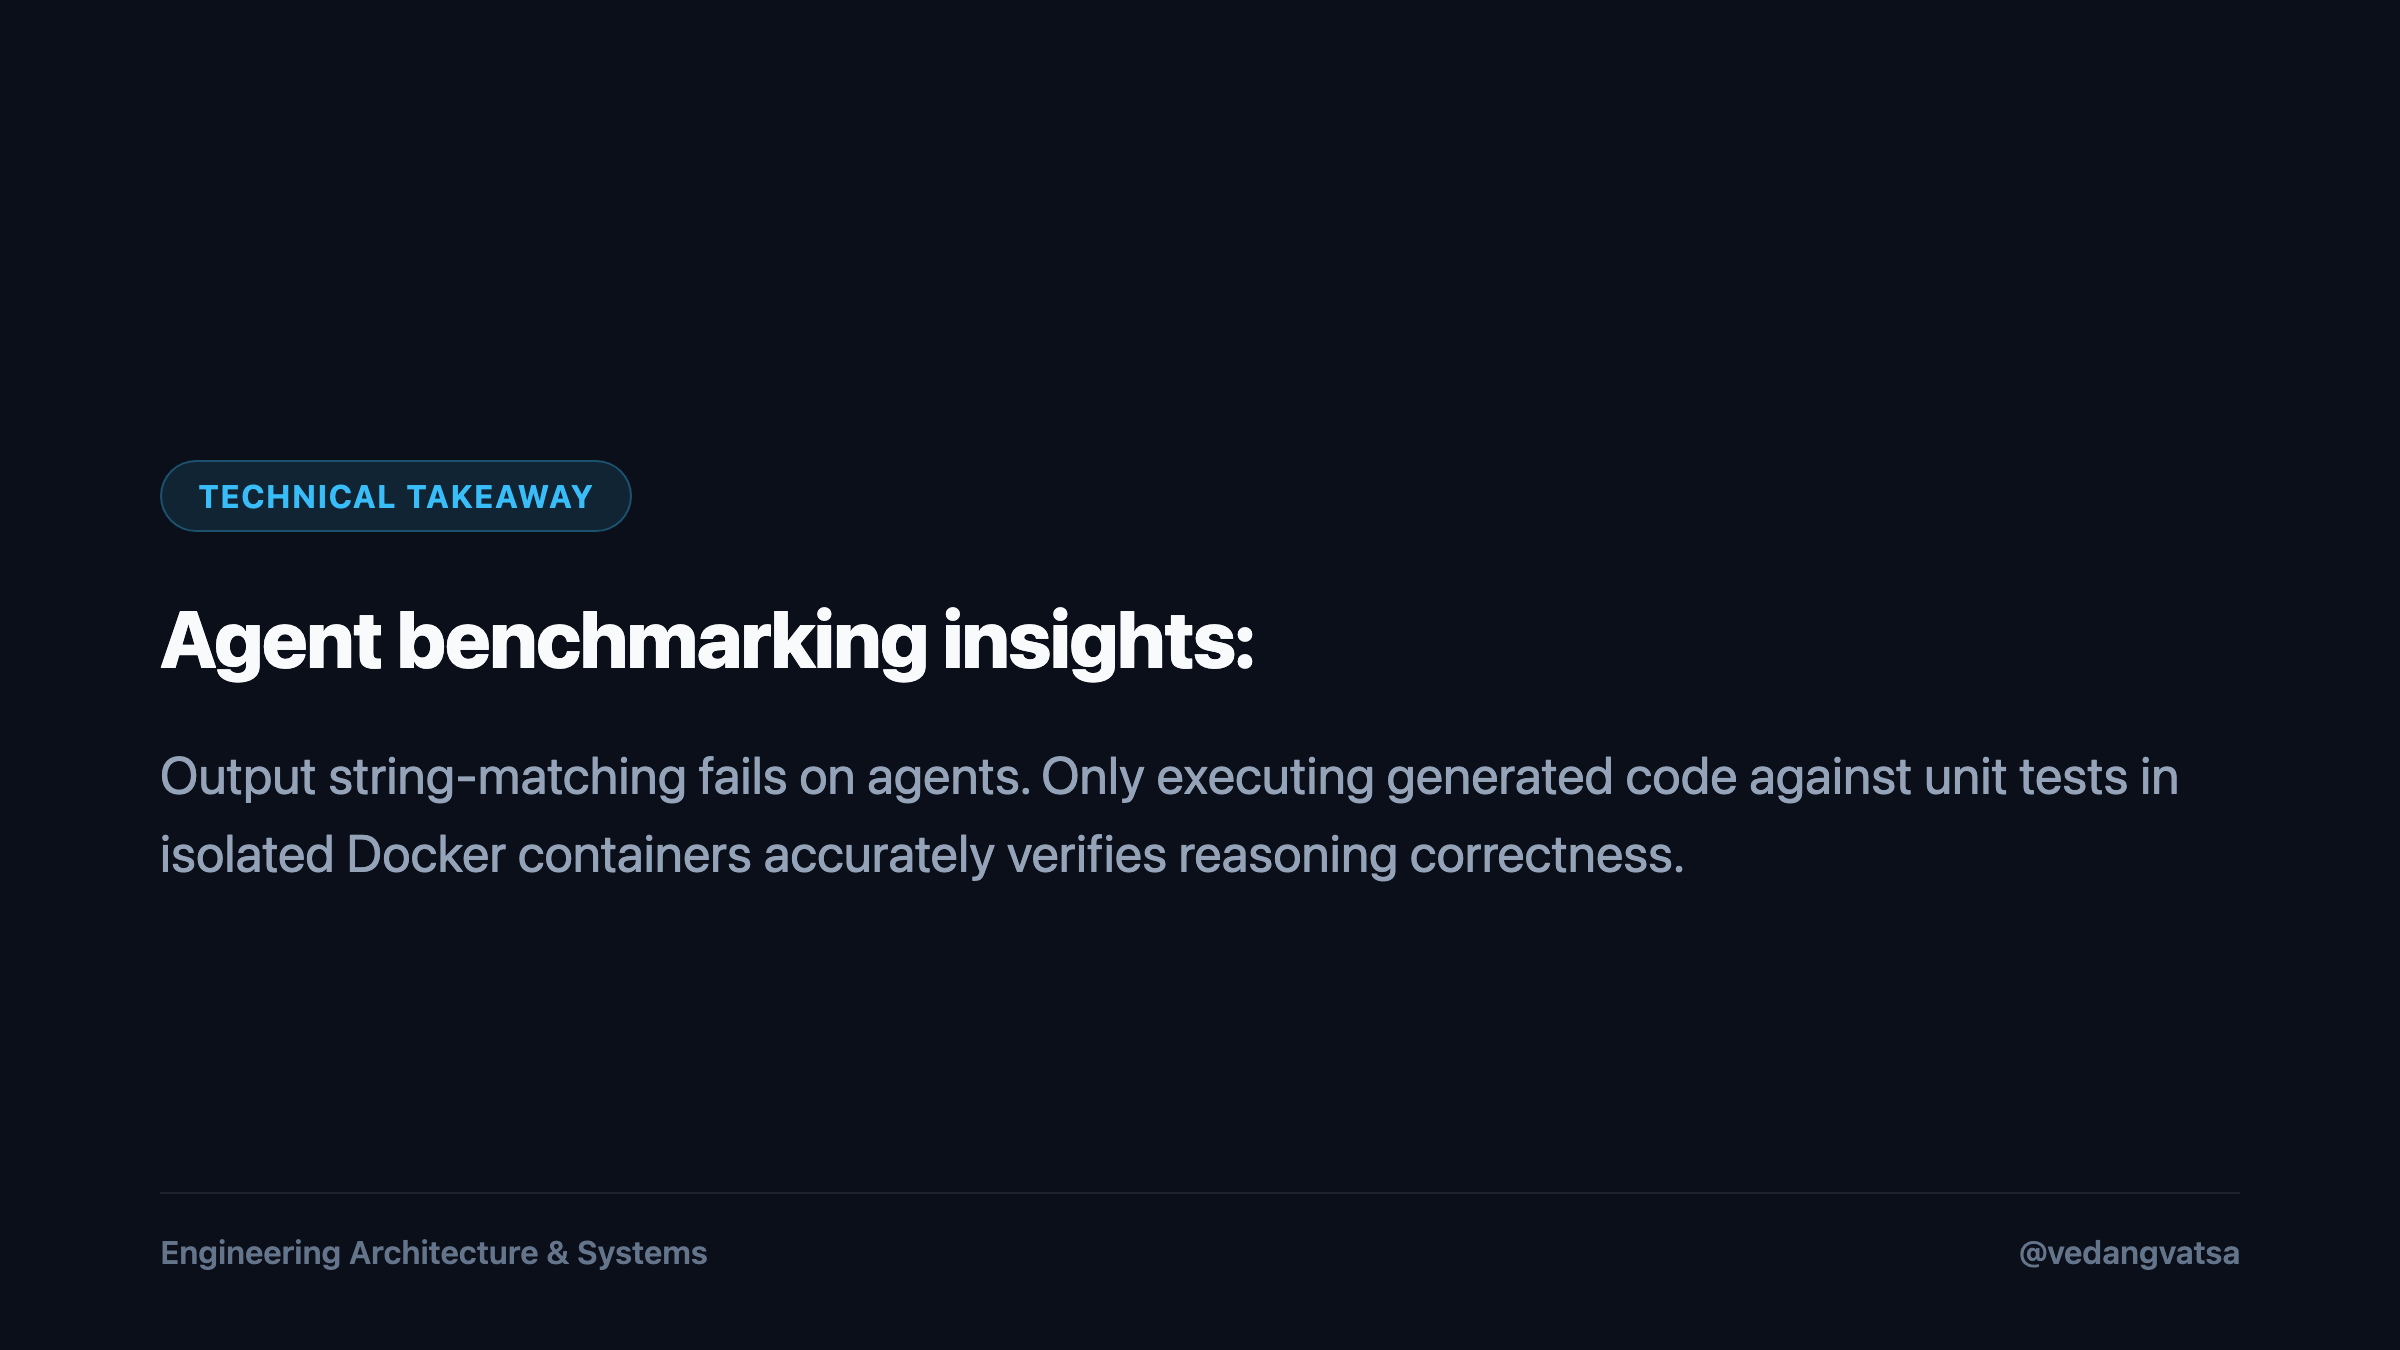 TECHNICAL TAKEAWAY
Agent benchmarking insights:
Output string-matching fails on agents. Only executing generated code against unit tests in
isolated Docker containers accurately verifies reasoning correctness.
Engineering Architecture & Systems
@vedangvatsa